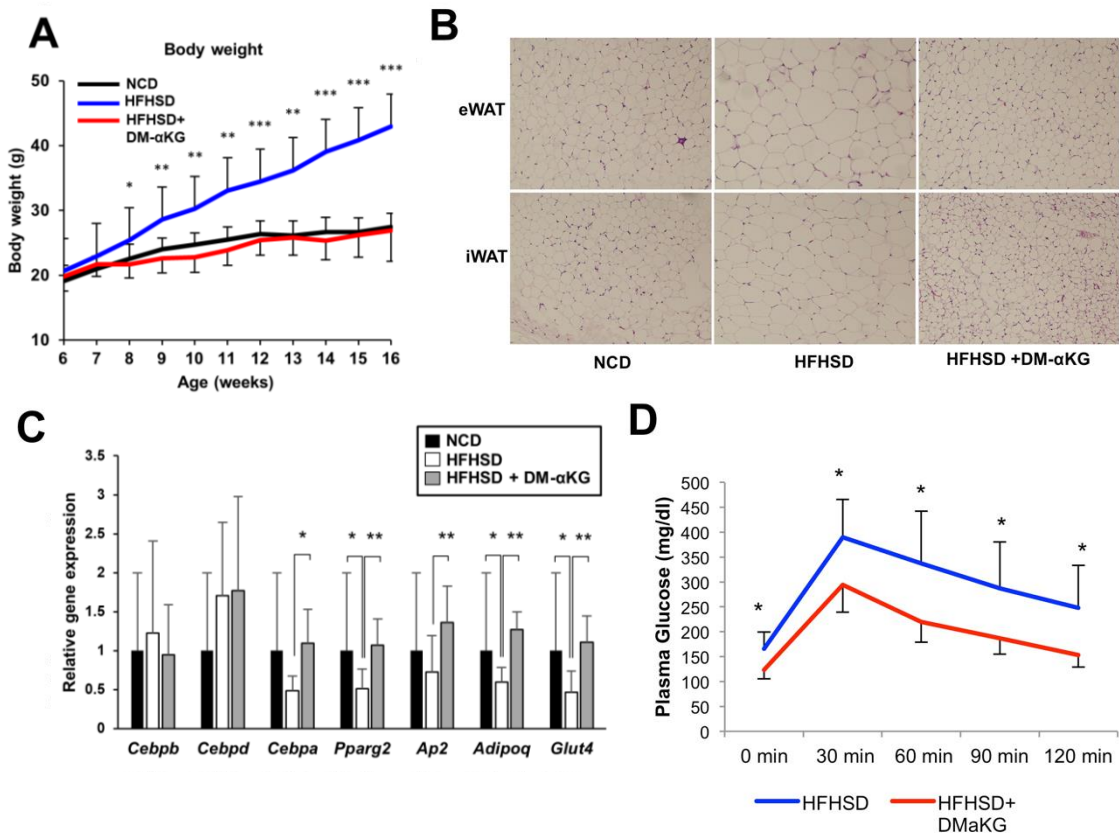 A
Body weight
NCD
HFHSD
HFHSD+
DM-αKG
Body weight (g)
50
40
30
20
10
*
**
**
**
***
**
***
***
***
6 7 8 9 10 11 12 13 14 15 16
Age (weeks)
B
eWAT
iWAT
NCD HFHSD HFHSD +DM-αKG
C
NCD
HFHSD
HFHSD + DM-αKG
Relative gene expression
3.5
3
2.5
2
1.5
1
0.5
0
* * ** ** * ** * **
Cebpb Cebpd Cebpa Pparg2 Ap2 Adipoq Glut4
D
Plasma Glucose (mg/dl)
500
450
400
350
300
250
200
150
100
50
0
* * * * *
0 min 30 min 60 min 90 min 120 min
HFHSD HFHSD+
DMaKG